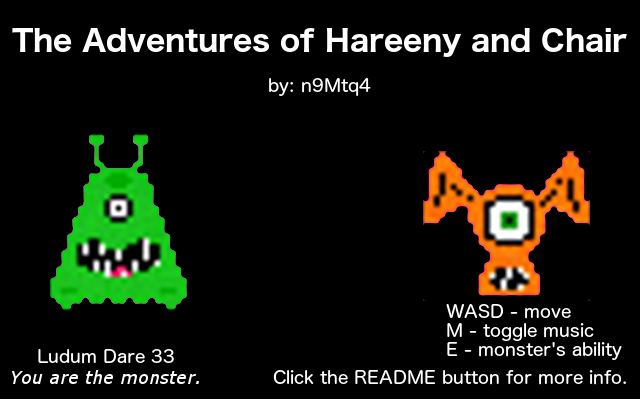 The Adventures of Hareeny and Chair
by: n9Mtq4
WASD - move
M - toggle music
E - monster's ability
Ludum Dare 33
You are the monster.
Click the README button for more info.